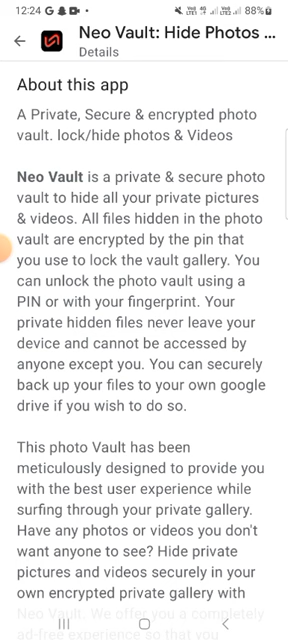 12:24
88%
Neo Vault: Hide Photos ...
Details
About this app
A Private, Secure & encrypted photo
vault. lock/hide photos & Videos
Neo Vault is a private & secure photo
vault to hide all your private pictures
& videos. All files hidden in the photo
vault are encrypted by the pin that
you use to lock the vault gallery. You
can unlock the photo vault using a
PIN or with your fingerprint. Your
private hidden files never leave your
device and cannot be accessed by
anyone except you. You can securely
back up your files to your own google
drive if you wish to do so.
This photo Vault has been
meticulously designed to provide you
with the best user experience while
surfing through your private gallery.
Have any photos or videos you don't
want anyone to see? Hide private
pictures and videos securely in your
own encrypted private gallery with
Neo Vault. We offer you a completely
ad-free experience so that you